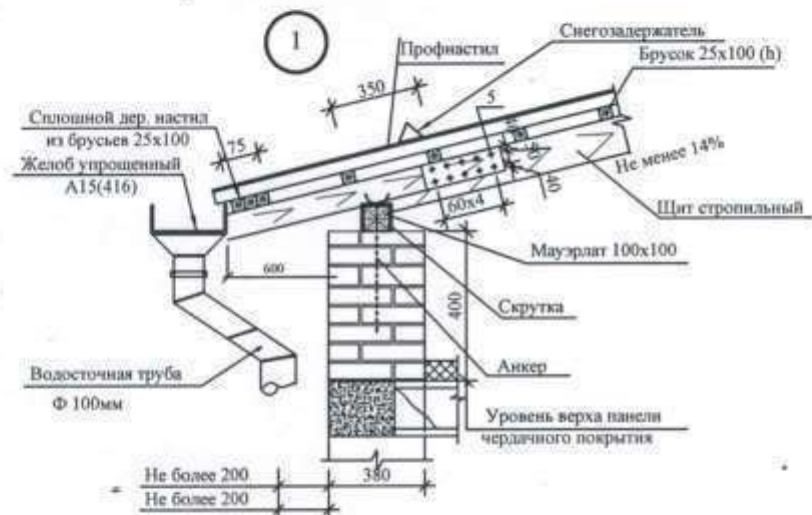 1
Снегозадержатель
Профнастил
Брусок 25х100 (h)
350
5
Сплошной дер. настил
из брусьев 25х100
75
Желоб упрощенный
А15(416)
Не менее 14%
40
60х4
Щит стропильный
Мауэрлат 100х100
600
400
Скрутка
Анкер
Водосточная труба
Ф 100мм
Уровень верха панели
чердачного покрытия
Не более 200
380
Не более 200